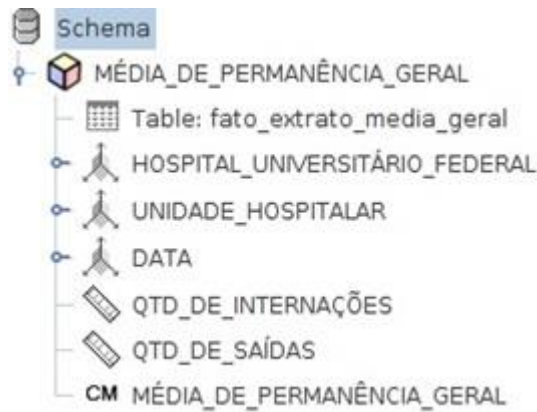 Schema
MÉDIA_DE_PERMANÊNCIA_GERAL
Table: fato_extrato_media_geral
HOSPITAL_UNIVERSITÁRIO_FEDERAL
UNIDADE_HOSPITALAR
DATA
QTD_DE_INTERNAÇÕES
QTD_DE_SAÍDAS
CM MÉDIA_DE_PERMANÊNCIA_GERAL